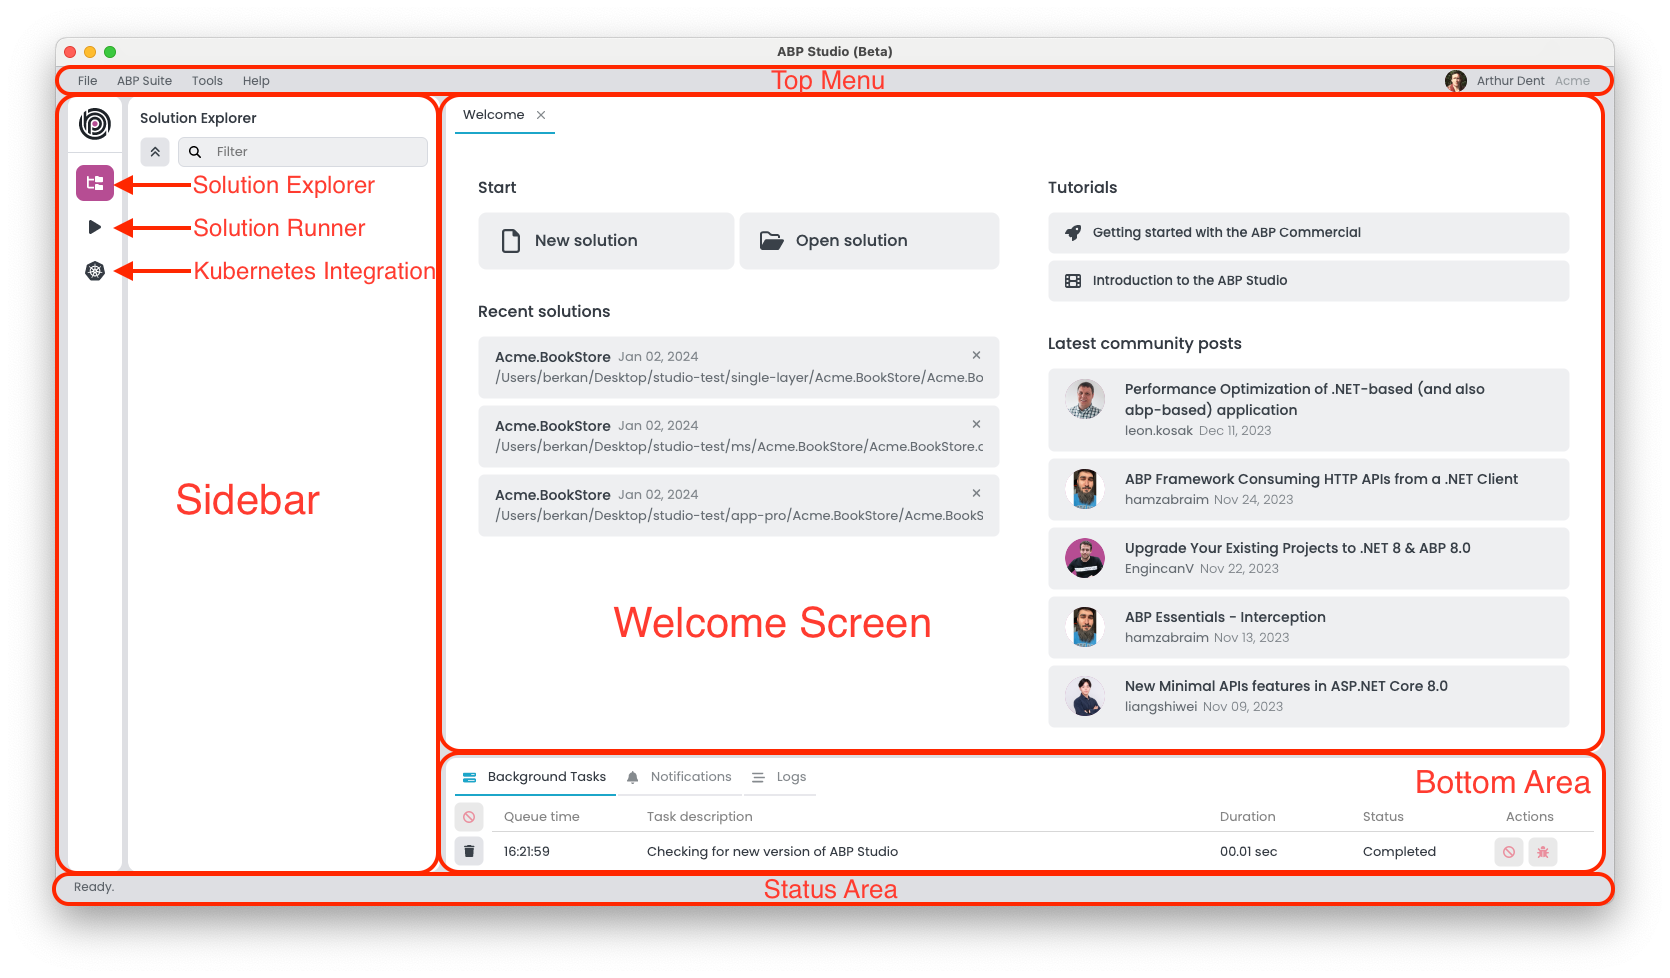 ABP Studio (Beta)
File ABP Suite Tools Help
Top Menu
Arthur Dent Acme
Solution Explorer
Filter
Solution Explorer
Solution Runner
Kubernetes Integration
Sidebar
Welcome
Start
New solution
Open solution
Recent solutions
Acme.BookStore Jan 02, 2024
/Users/berkan/Desktop/studio-test/single-layer/Acme.BookStore/Acme.Bo
Acme.BookStore Jan 02, 2024
/Users/berkan/Desktop/studio-test/ms/Acme.BookStore/Acme.BookStore.c
Acme.BookStore Jan 02, 2024
/Users/berkan/Desktop/studio-test/app-pro/Acme.BookStore/Acme.BookS
Welcome Screen
Tutorials
Getting started with the ABP Commercial
Introduction to the ABP Studio
Latest community posts
Performance Optimization of .NET-based (and also
abp-based) application
leon.kosak Dec 11, 2023
ABP Framework Consuming HTTP APIs from a .NET Client
hamzabraim Nov 24, 2023
Upgrade Your Existing Projects to .NET 8 & ABP 8.0
EngincanV Nov 22, 2023
ABP Essentials - Interception
hamzabraim Nov 13, 2023
New Minimal APIs features in ASP.NET Core 8.0
liangshiwei Nov 09, 2023
Background Tasks Notifications Logs
Bottom Area
Queue time Task description Duration Status Actions
16:21:59 Checking for new version of ABP Studio 00.01 sec Completed
Ready.
Status Area